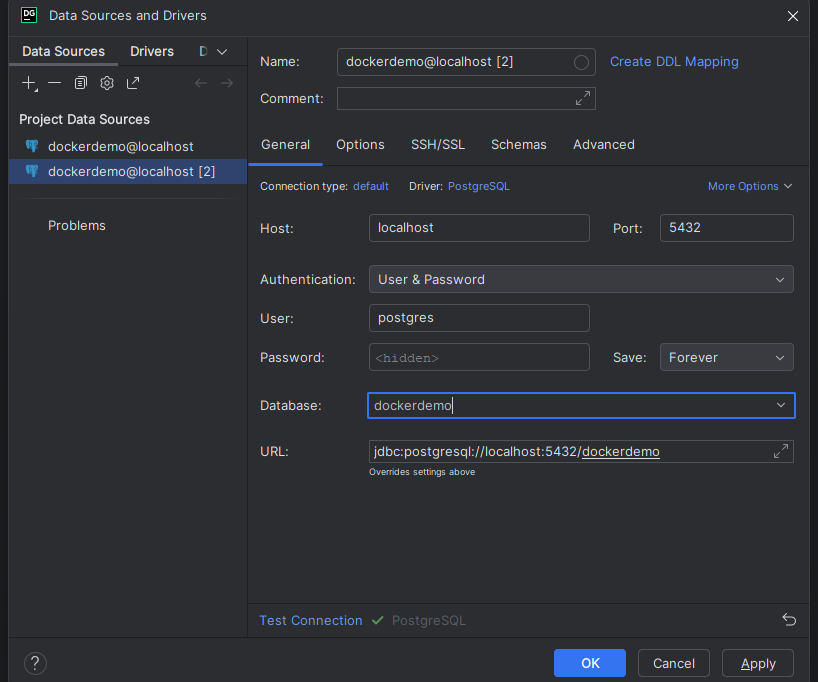 DG Data Sources and Drivers
Data Sources Drivers D
Project Data Sources
dockerdemo@localhost
dockerdemo@localhost [2]
Problems
Name: dockerdemo@localhost [2] Create DDL Mapping
Comment:
General Options SSH/SSL Schemas Advanced
Connection type: default Driver: PostgreSQL More Options
Host: localhost Port: 5432
Authentication: User & Password
User: postgres
Password: <hidden> Save: Forever
Database: dockerdemo
URL: jdbc:postgresql://localhost:5432/dockerdemo
Overrides settings above
Test Connection PostgreSQL
? OK Cancel Apply